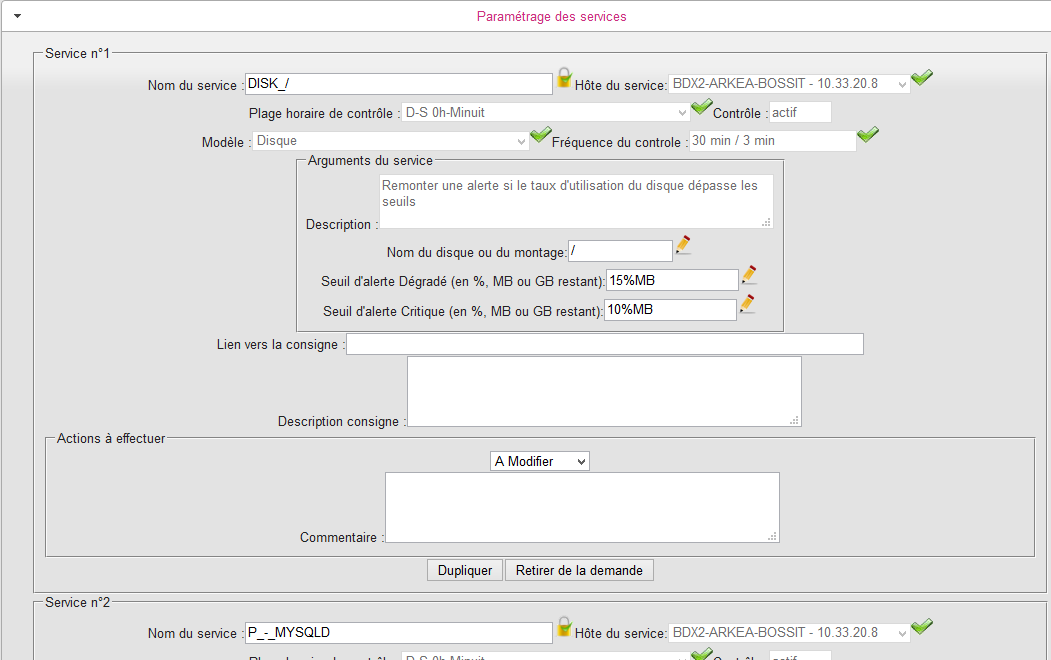 Paramétrage des services
Service n°1
Nom du service : DISK_/ Hôte du service: BDX2-ARKEA-BOSSIT - 10.33.20.8
Plage horaire de contrôle : D-S 0h-Minuit Contrôle : actif
Modèle : Disque Fréquence du controle : 30 min / 3 min
Arguments du service
Remonter une alerte si le taux d'utilisation du disque dépasse les
seuils
Description :
Nom du disque ou du montage: /
Seuil d'alerte Dégradé (en %, MB ou GB restant): 15%MB
Seuil d'alerte Critique (en %, MB ou GB restant): 10%MB
Lien vers la consigne :
Description consigne :
Actions à effectuer
A Modifier
Commentaire :
Dupliquer Retirer de la demande
Service n°2
Nom du service : P_-_MYSQLD Hôte du service: BDX2-ARKEA-BOSSIT - 10.33.20.8
Plage horaire de contrôle : D-S 0h-Minuit Contrôle : actif